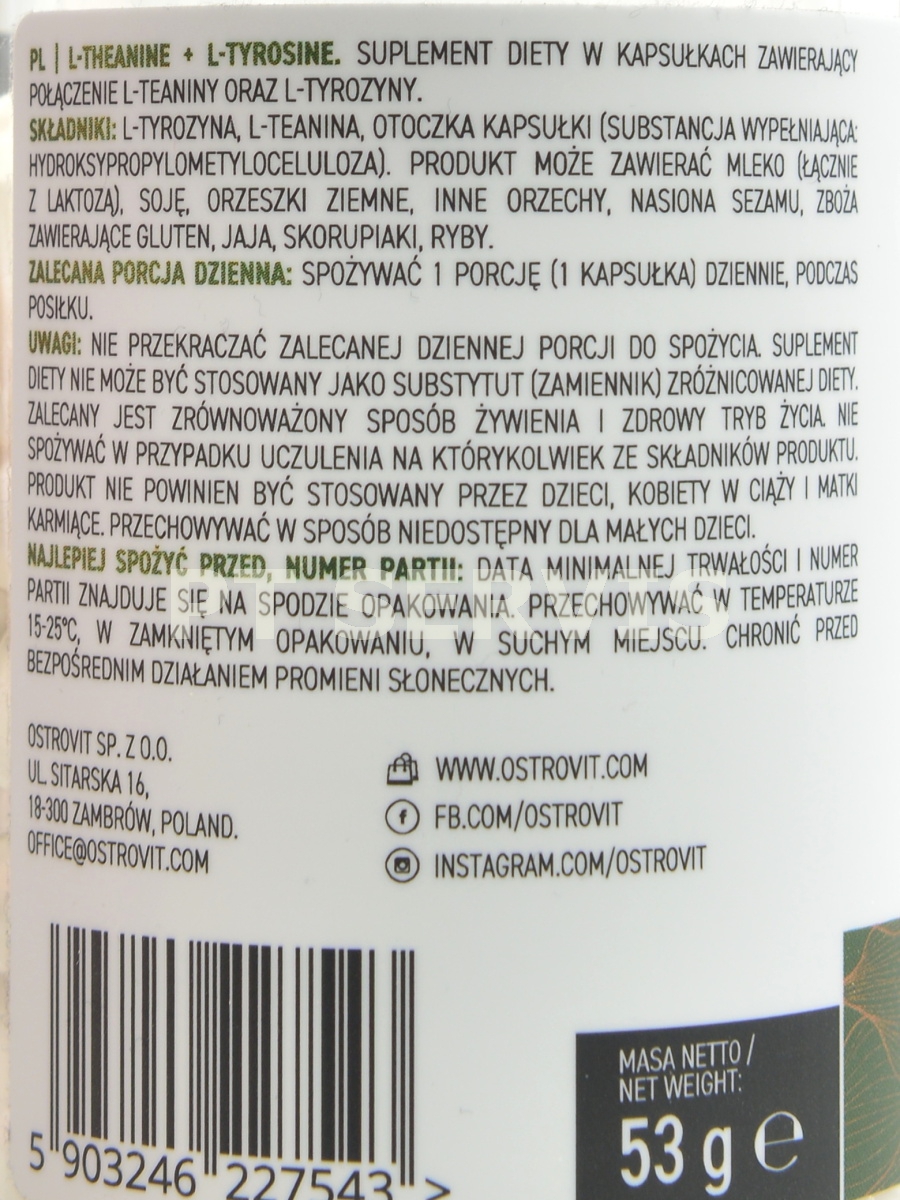 PL | L-THEANINE + L-TYROSINE. SUPLEMENT DIETY W KAPSUŁKACH ZAWIERAJĄCY
POŁĄCZENIE L-TEANINY ORAZ L-TYROZYNY.
SKŁADNIKI: L-TYROZYNA, L-TEANINA, OTOCZKA KAPSUŁKI (SUBSTANCJA WYPEŁNIAJĄCA:
HYDROKSYPROPYLOMETYLOCELULOZA). PRODUKT MOŻE ZAWIERAĆ MLEKO (ŁĄCZNIE
Z LAKTOZĄ), SOJĘ, ORZESZKI ZIEMNE, INNE ORZECHY, NASIONA SEZAMU, ZBOŻA
ZAWIERAJĄCE GLUTEN, JAJA, SKORUPIAKI, RYBY.
ZALECANA PORCJA DZIENNA: SPOŻYWAĆ 1 PORCJĘ (1 KAPSUŁKA) DZIENNIE, PODCZAS
POSIŁKU.
UWAGI: NIE PRZEKRACZAĆ ZALECANEJ DZIENNEJ PORCJI DO SPOŻYCIA. SUPLEMENT
DIETY NIE MOŻE BYĆ STOSOWANY JAKO SUBSTYTUT (ZAMIENNIK) ZRÓŻNICOWANEJ DIETY.
ZALECANY JEST ZRÓWNOWAŻONY SPOSÓB ŻYWIENIA I ZDROWY TRYB ŻYCIA. NIE
SPOŻYWAĆ W PRZYPADKU UCZULENIA NA KTÓRYKOLWIEK ZE SKŁADNIKÓW PRODUKTU.
PRODUKT NIE POWINIEN BYĆ STOSOWANY PRZEZ DZIECI, KOBIETY W CIĄŻY I MATKI
KARMIĄCE. PRZECHOWYWAĆ W SPOSÓB NIEDOSTĘPNY DLA MAŁYCH DZIECI.
NAJLEPIEJ SPOŻYĆ PRZED, NUMER PARTII: DATA MINIMALNEJ TRWAŁOŚCI I NUMER
PARTII ZNAJDUJE SIĘ NA SPODZIE OPAKOWANIA. PRZECHOWYWAĆ W TEMPERATURZE
15-25°C, W ZAMKNIĘTYM OPAKOWANIU, W SUCHYM MIEJSCU. CHRONIĆ PRZED
BEZPOŚREDNIM DZIAŁANIEM PROMIENI SŁONECZNYCH.
OSTROVIT SP. Z O.O.
UL. SITARSKA 16,
18-300 ZAMBRÓW, POLAND.
OFFICE@OSTROVIT.COM
WWW.OSTROVIT.COM
FB.COM/OSTROVIT
INSTAGRAM.COM/OSTROVIT
MASA NETTO /
NET WEIGHT:
53 g e
5 903246 227543 >